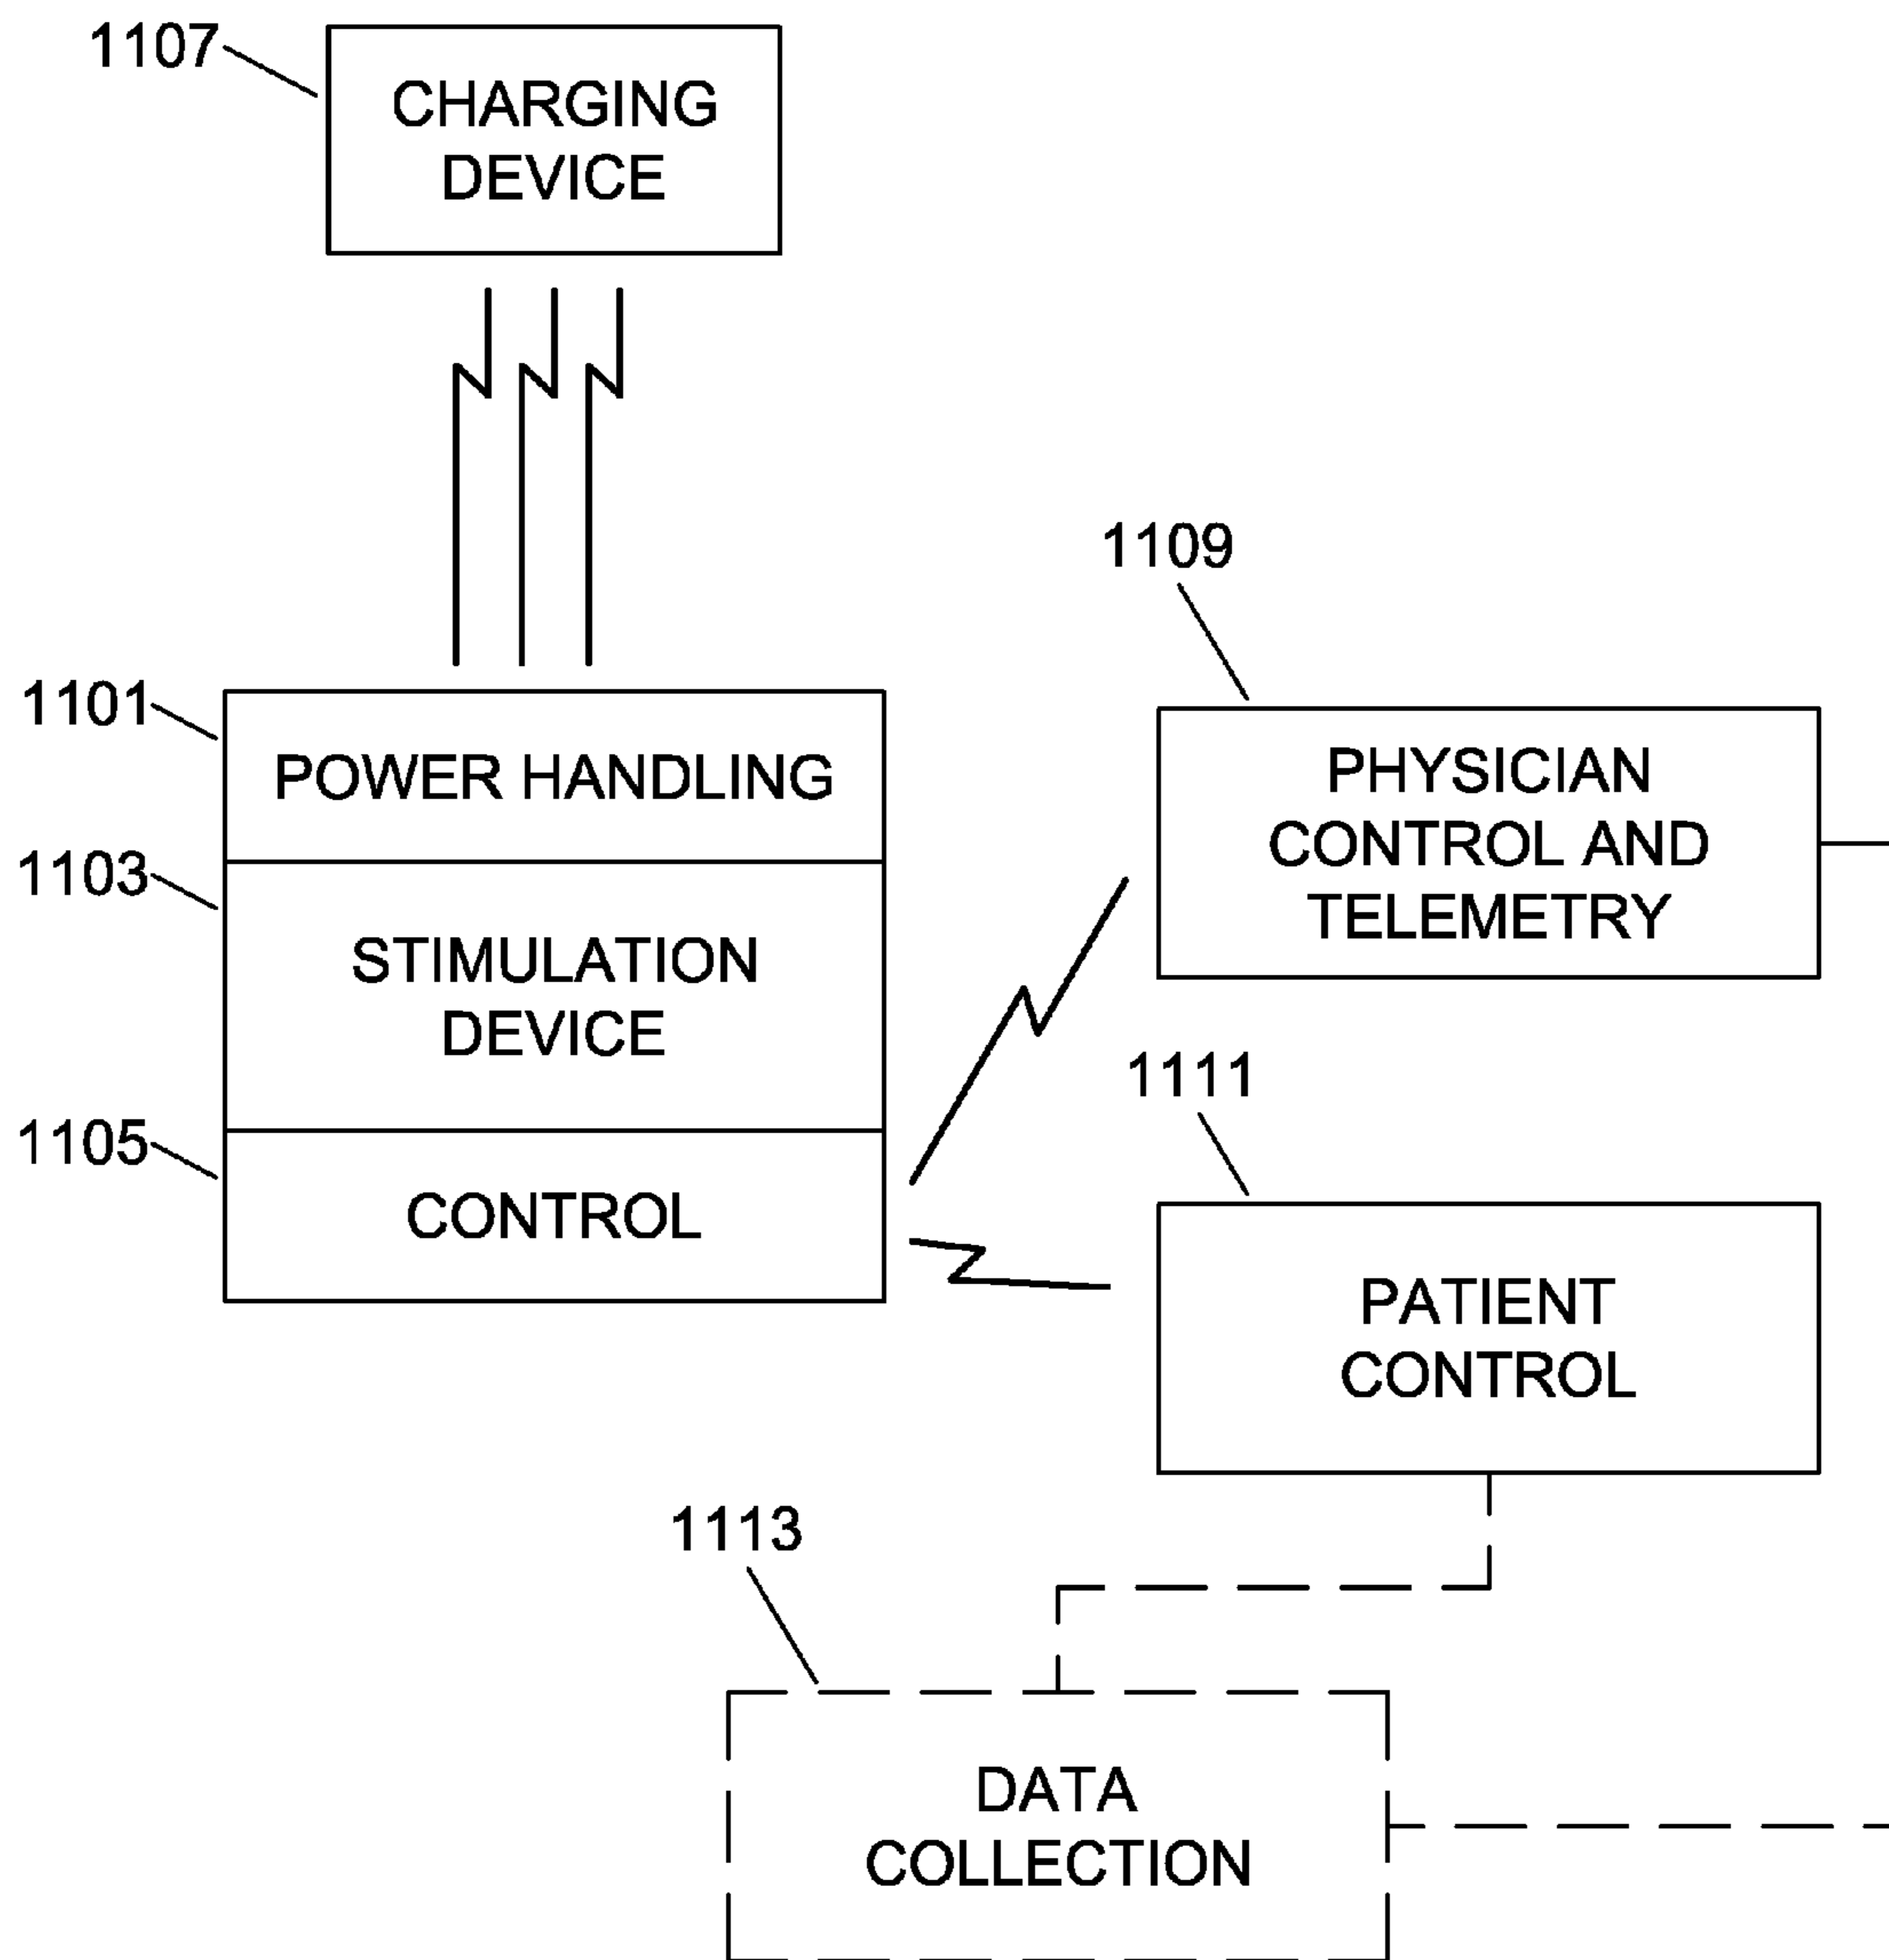 1107
CHARGING
DEVICE
1109
1101
POWER HANDLING
PHYSICIAN
CONTROL AND
TELEMETRY
1103
STIMULATION
DEVICE
1111
1105
CONTROL
PATIENT
CONTROL
1113
DATA
COLLECTION